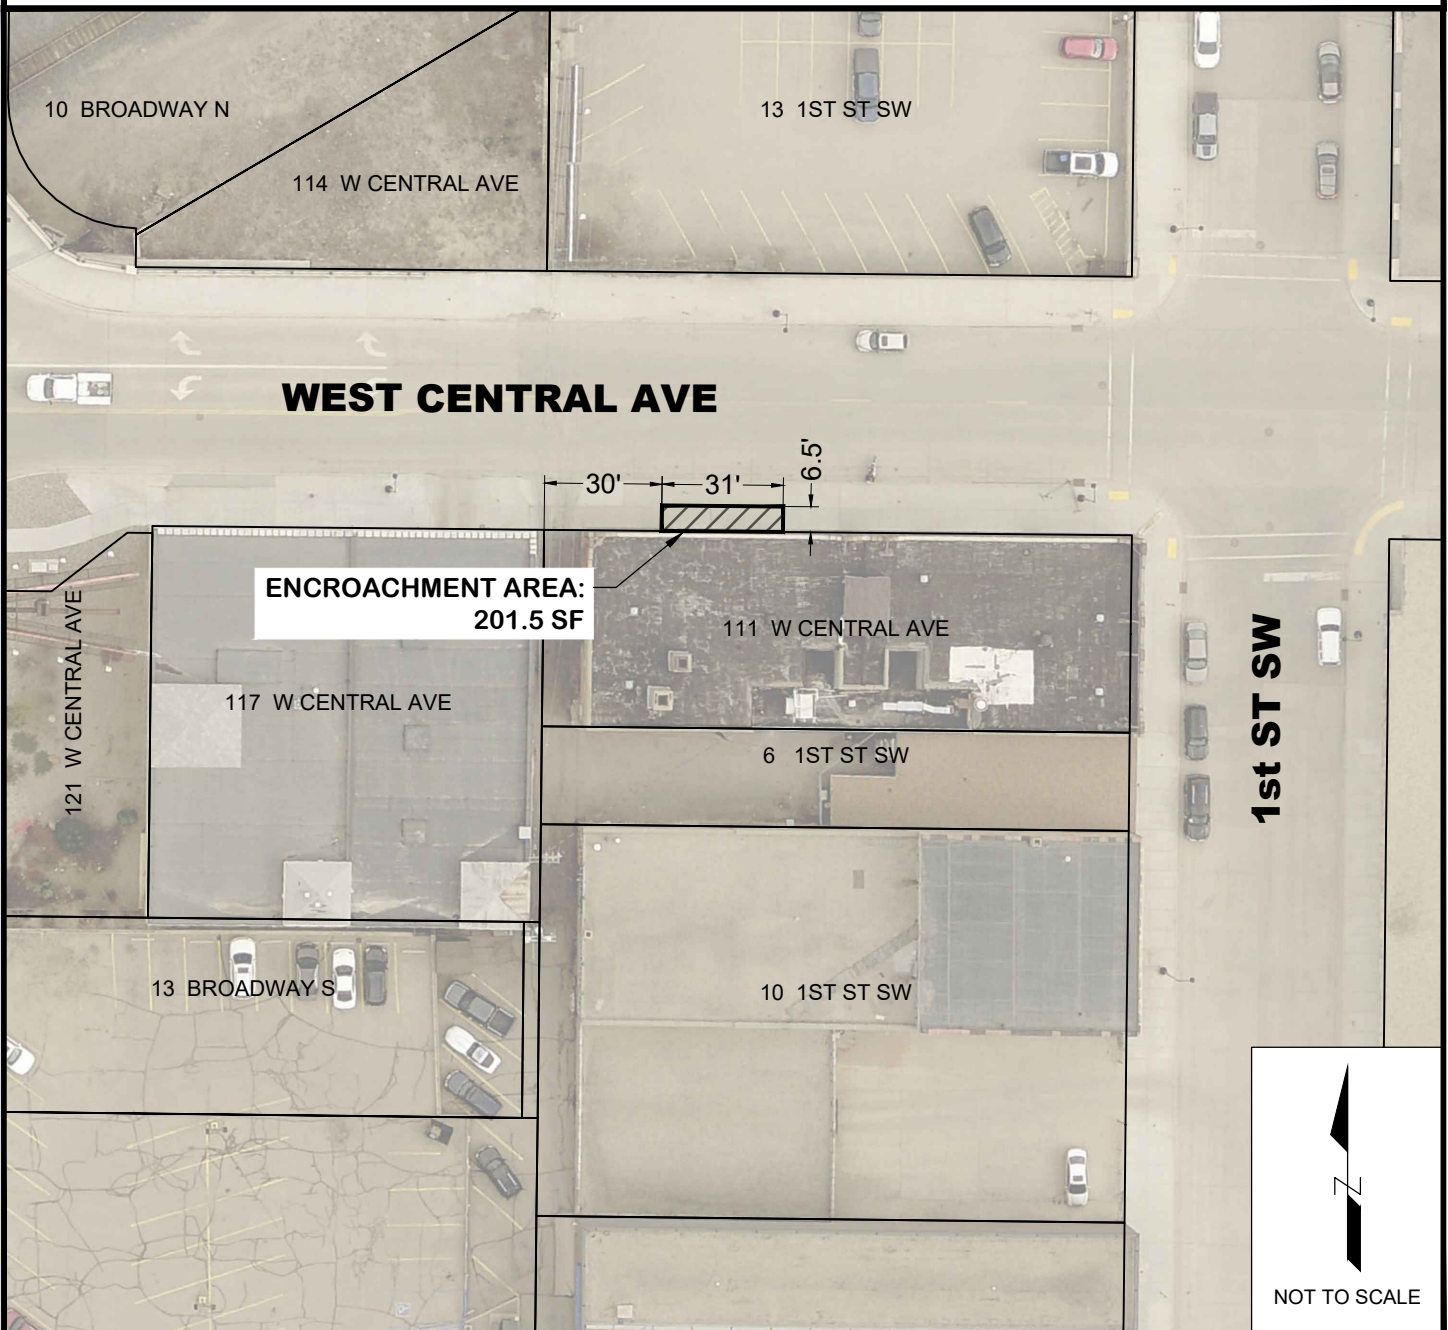 10 BROADWAY N
13 1ST ST SW
114 W CENTRAL AVE
WEST CENTRAL AVE
30'
31'
6.5'
ENCROACHMENT AREA:
201.5 SF
111 W CENTRAL AVE
121 W CENTRAL AVE
117 W CENTRAL AVE
1st ST SW
6 1ST ST SW
13 BROADWAY S
10 1ST ST SW
N
NOT TO SCALE